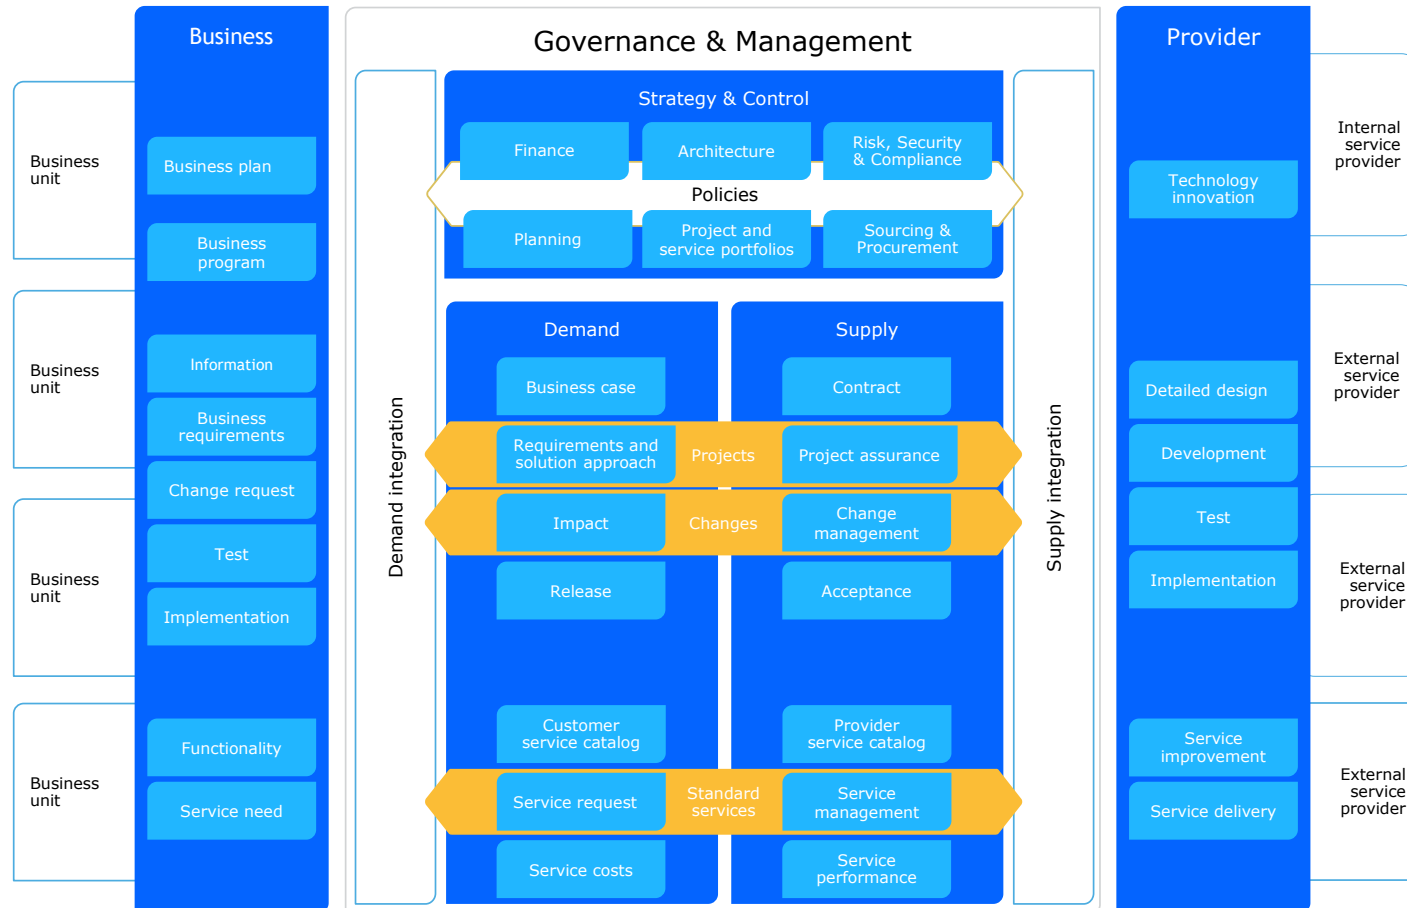 Business
Governance & Management
Provider
Business
unit
Business
unit
Business
unit
Business
unit
Business plan
Business
program
Information
Business
requirements
Change request
Test
Implementation
Functionality
Service need
Demand integration
Strategy & Control
Finance
Architecture
Risk, Security
& Compliance
Policies
Planning
Project and
service portfolios
Sourcing &
Procurement
Demand
Supply
Business case
Contract
Requirements and
solution approach
Projects
Project assurance
Impact
Changes
Change
management
Release
Acceptance
Customer
service catalog
Provider
service catalog
Service request
Standard
services
Service
management
Service costs
Service
performance
Supply integration
Technology
innovation
Detailed design
Development
Test
Implementation
Service
improvement
Service delivery
Internal
service
provider
External
service
provider
External
service
provider
External
service
provider